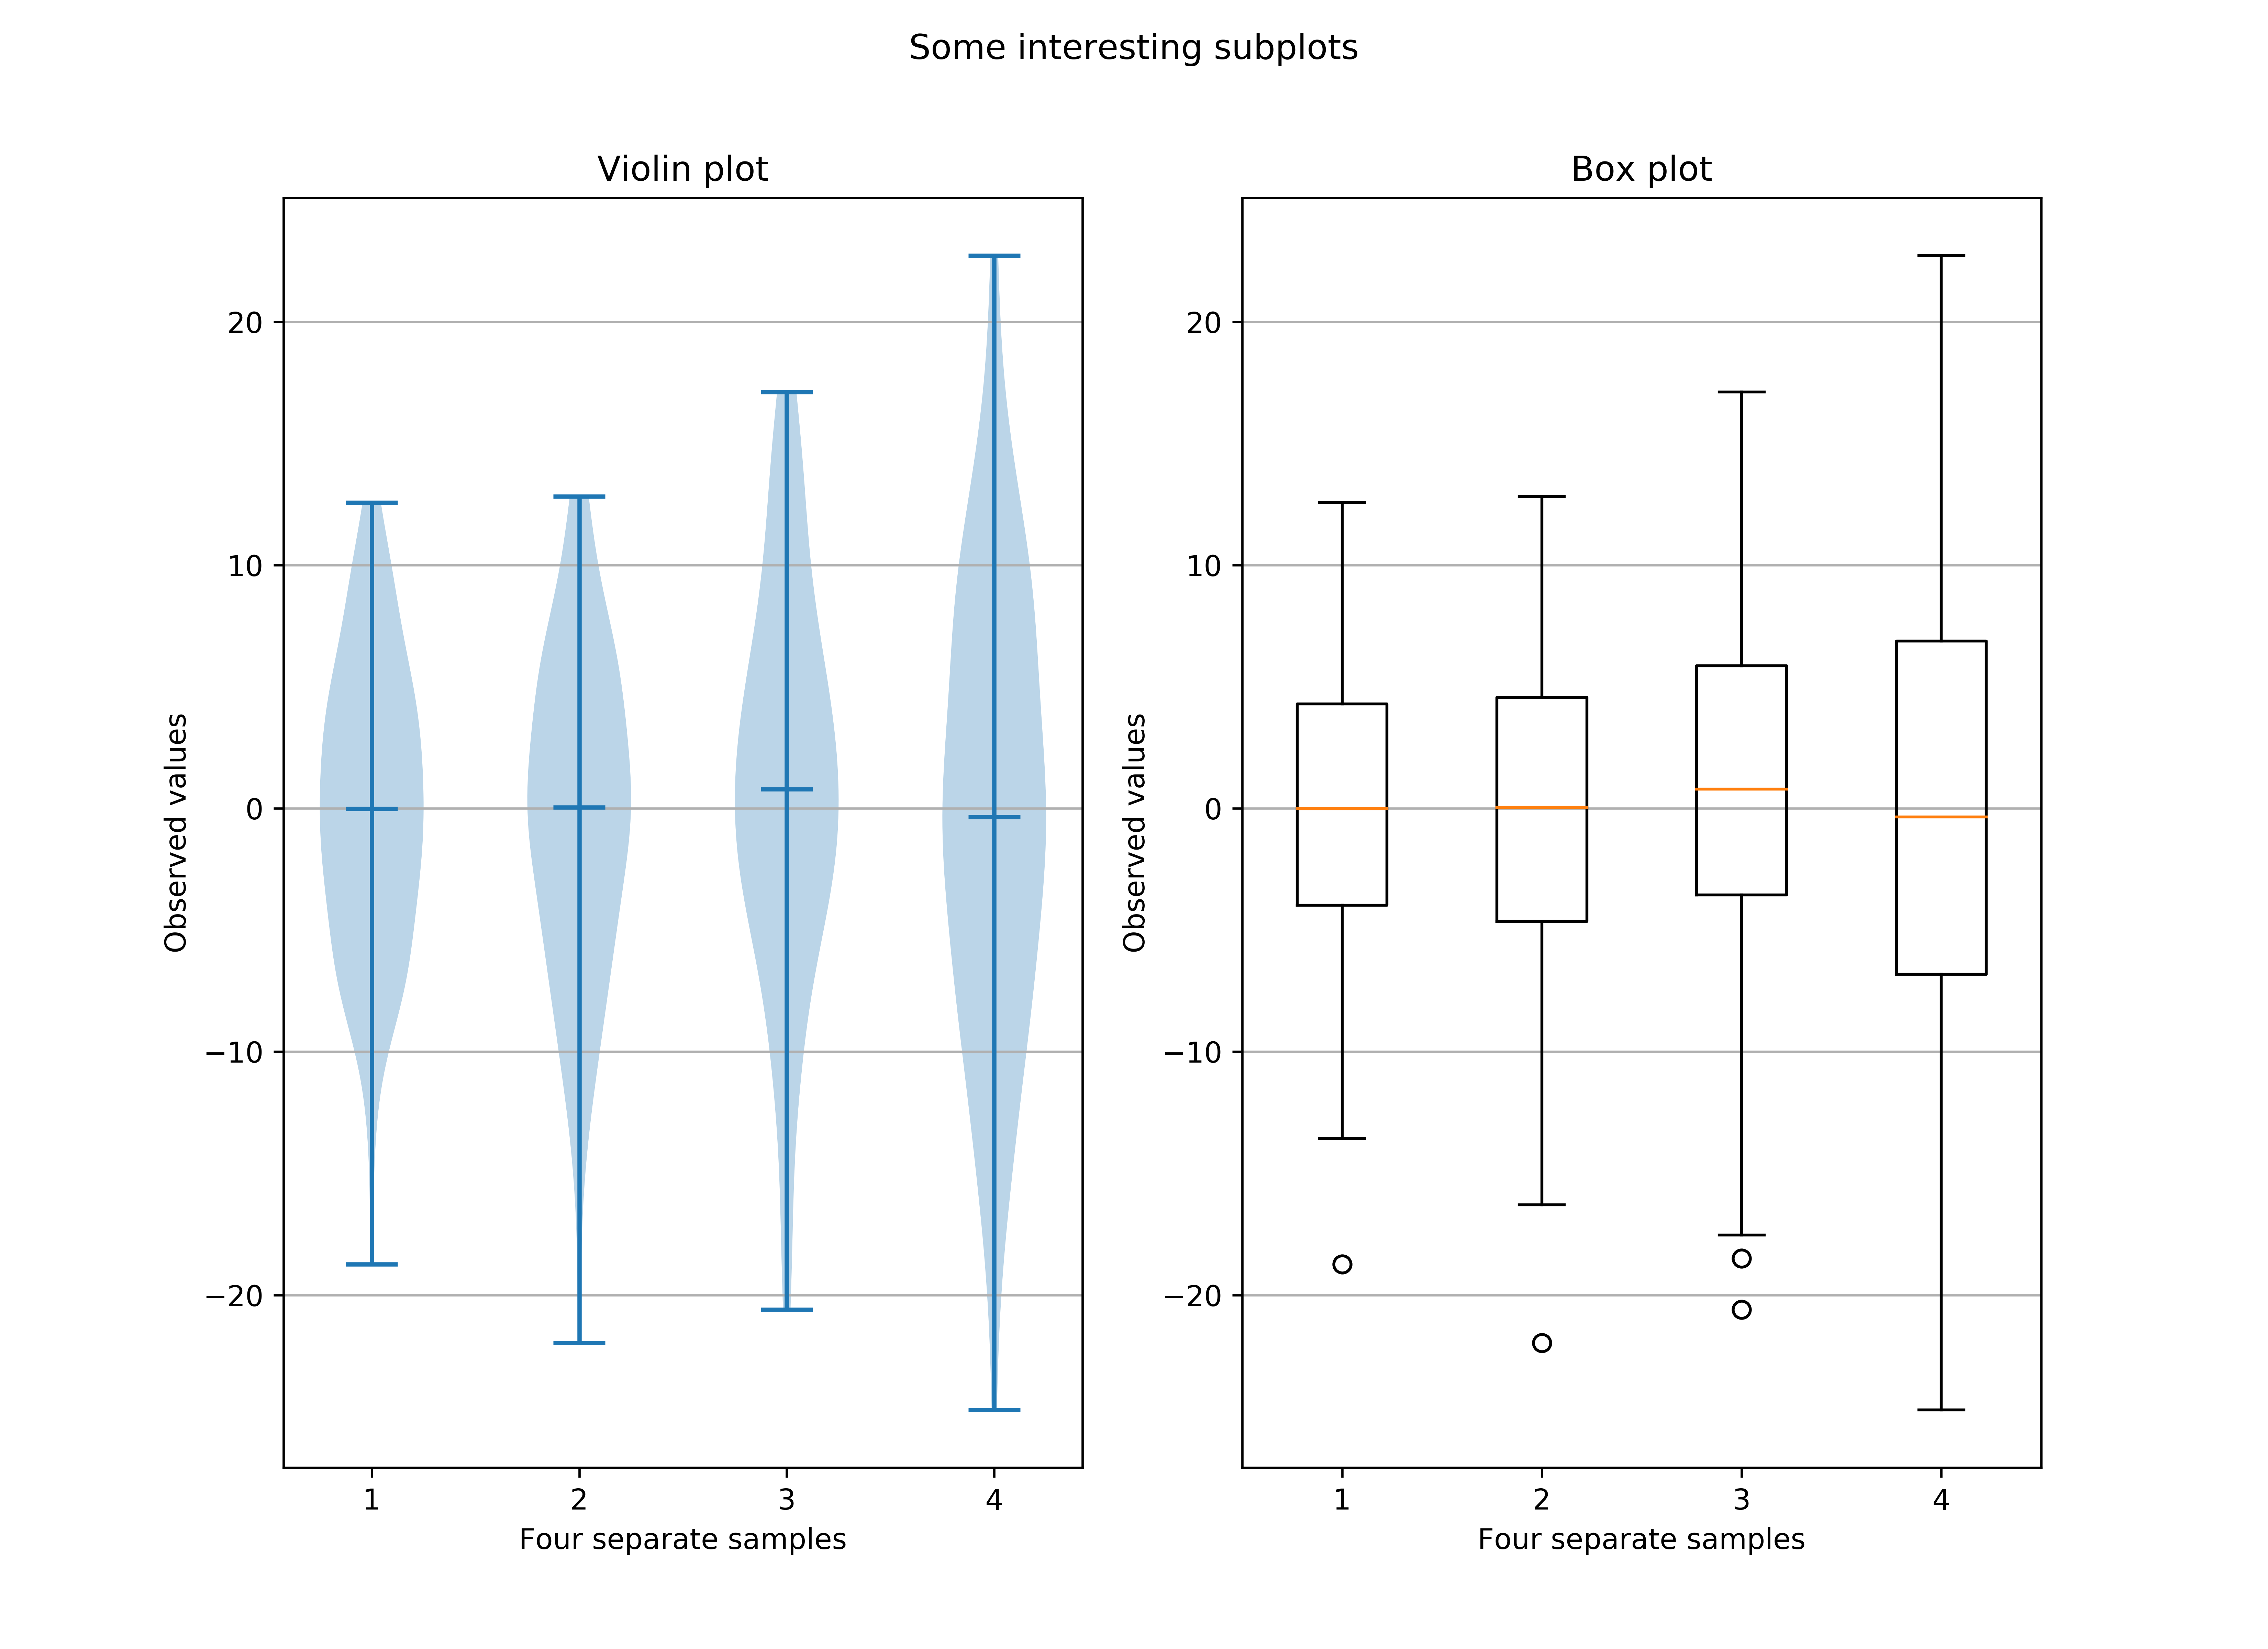 Some interesting subplots
Violin plot
Observed values
20
10
0
−10
−20
1 2 3 4
Four separate samples
Box plot
Observed values
20
10
0
−10
−20
1 2 3 4
Four separate samples